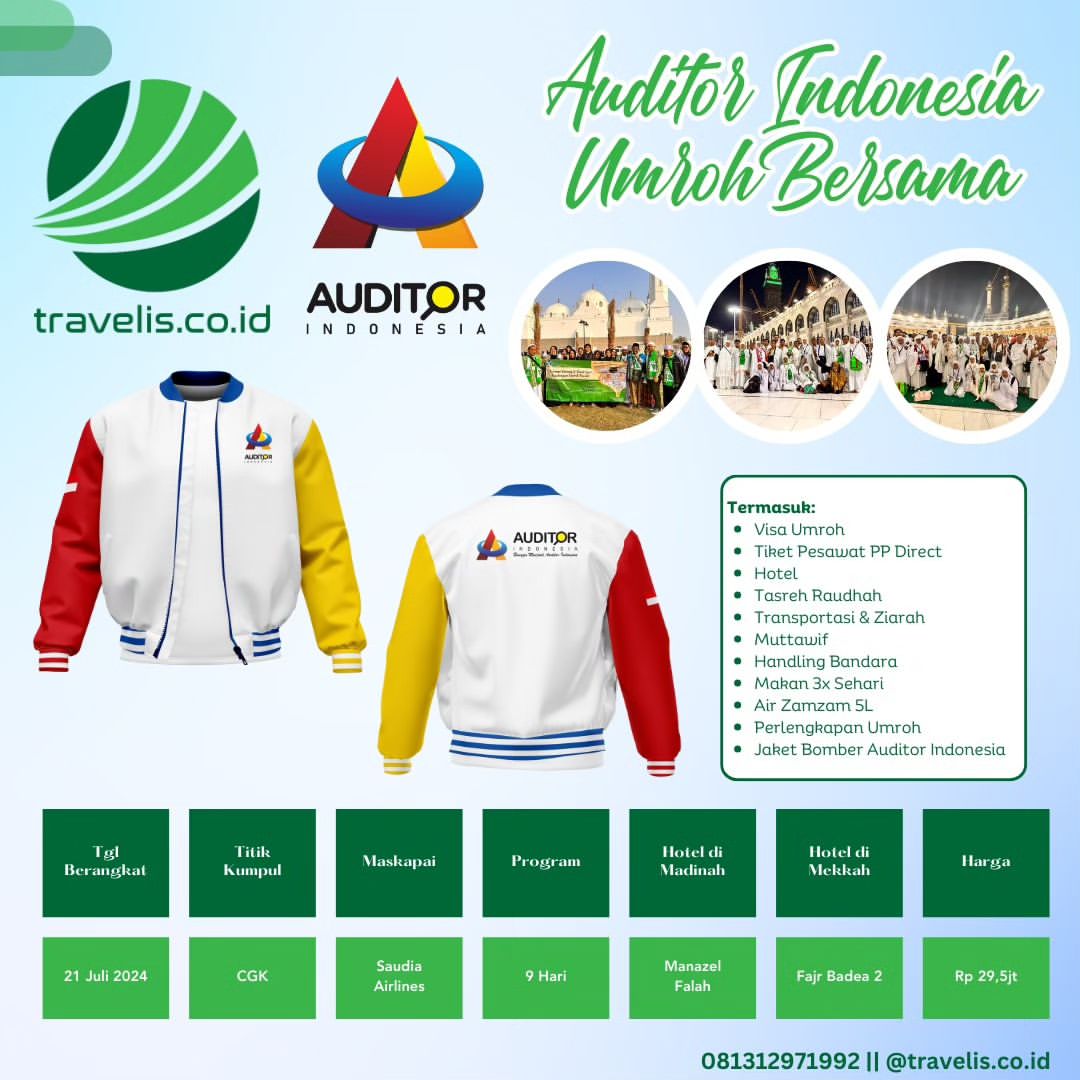 travelis.co.id
AUDITOR
INDONESIA
Auditor Indonesia
Umroh Bersama
AUDITOR
INDONESIA
AUDITOR
INDONESIA
Termasuk:
Visa Umroh
Tiket Pesawat PP Direct
Hotel
Tasreh Raudhah
Transportasi & Ziarah
Muttawif
Handling Bandara
Makan 3x Sehari
Air Zamzam 5L
Perlengkapan Umroh
Jaket Bomber Auditor Indonesia
Tgl
Berangkat
Titik
Kumpul
Maskapai
Program
Hotel di
Madinah
Hotel di
Mekkah
Harga
21 Juli 2024
CGK
Saudia
Airlines
9 Hari
Manazel
Falah
Fajr Badea 2
Rp 29,5jt
081312971992 || @travelis.co.id